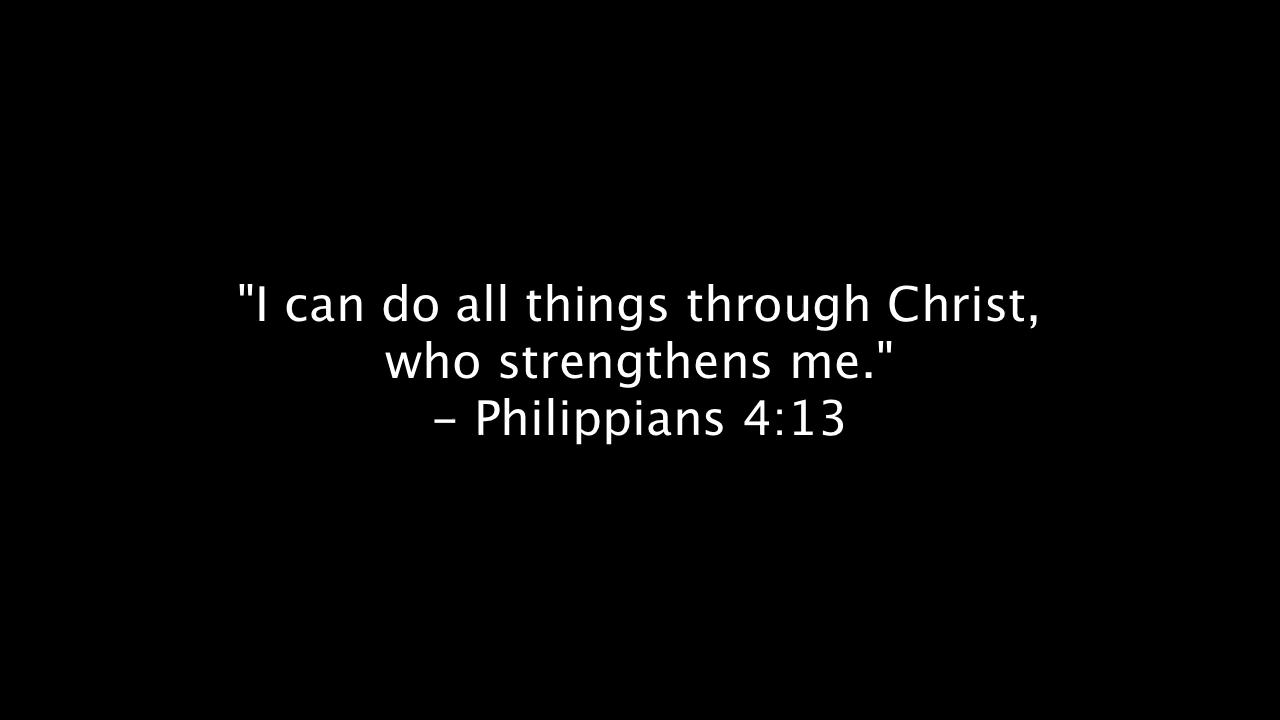 "I can do all things through Christ,
who strengthens me."
– Philippians 4:13